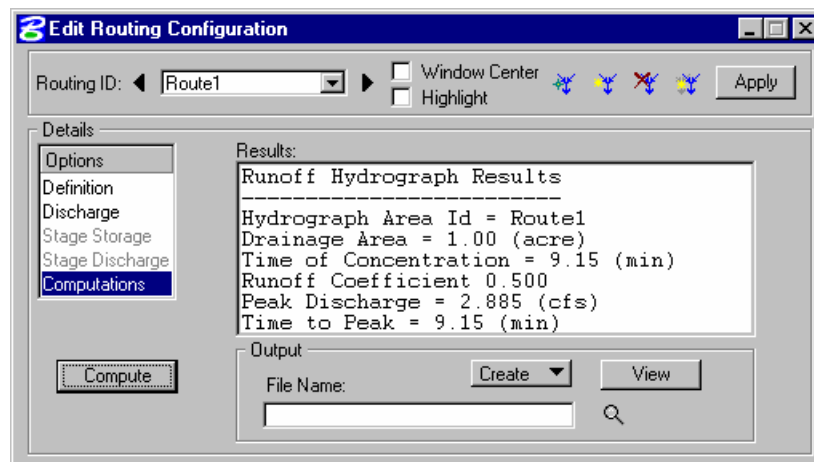 Edit Routing Configuration
Routing ID: Route1 Window Center Apply
Highlight
Details
Options
Definition
Discharge
Stage Storage
Stage Discharge
Computations
Compute
Results:
Runoff Hydrograph Results
--------------------------
Hydrograph Area Id = Route1
Drainage Area = 1.00 (acre)
Time of Concentration = 9.15 (min)
Runoff Coefficient 0.500
Peak Discharge = 2.885 (cfs)
Time to Peak = 9.15 (min)
Output
File Name: Create View